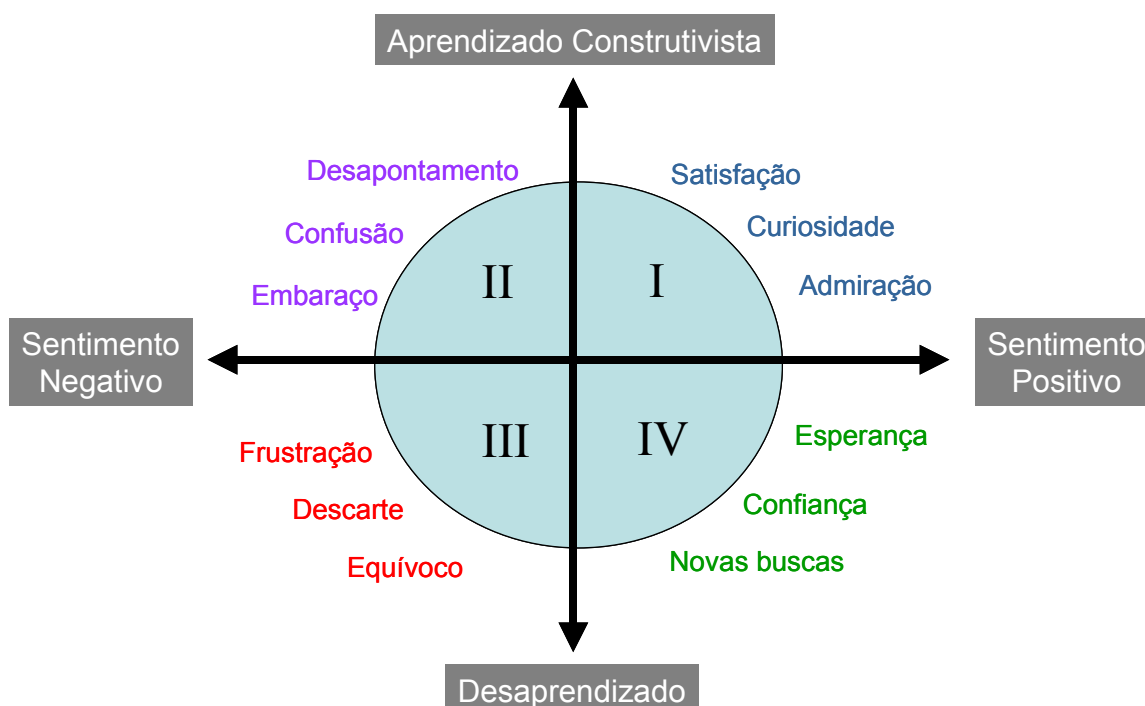 Aprendizado Construtivista
Desapontamento
Satisfação
Confusão
Curiosidade
Embaraço
II
I
Admiração
Sentimento
Negativo
Sentimento
Positivo
Frustração
III
IV
Esperança
Descarte
Confiança
Equívoco
Novas buscas
Desaprendizado